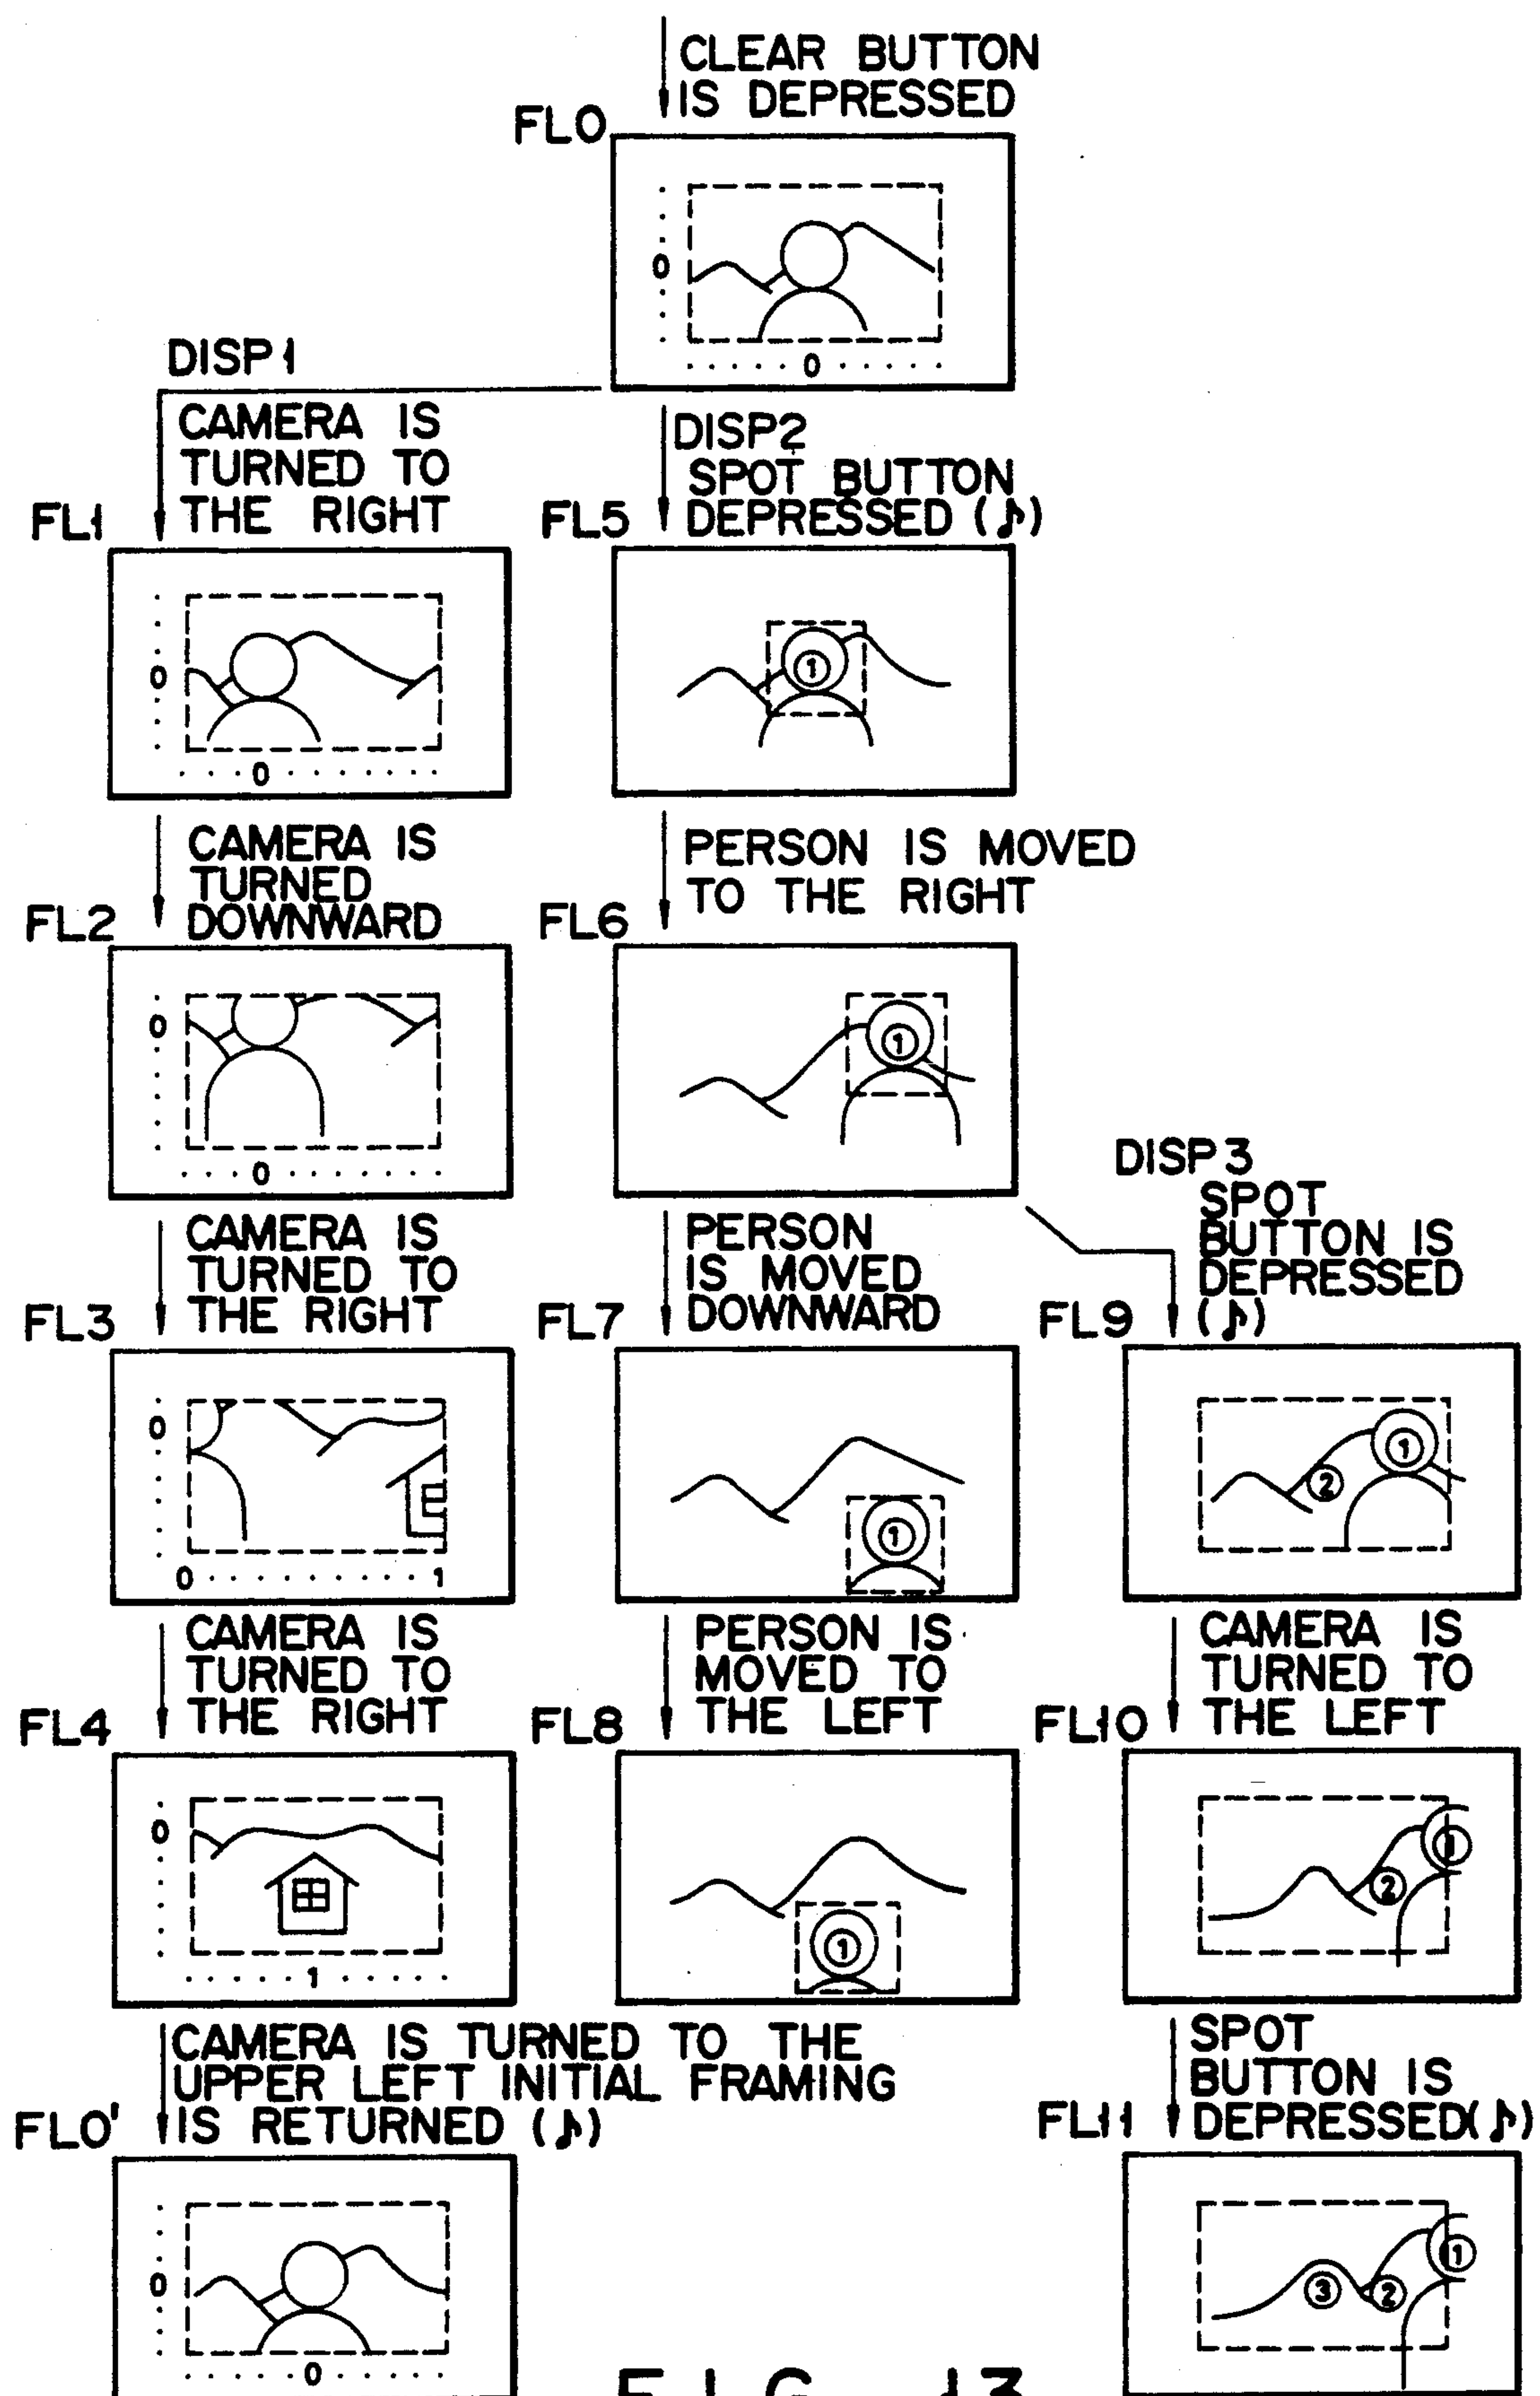 CLEAR BUTTON
IS DEPRESSED
FL0
0
0
DISP1
CAMERA IS
TURNED TO
THE RIGHT
FL1
0
0
CAMERA IS
TURNED
DOWNWARD
FL2
0
0
CAMERA IS
TURNED TO
THE RIGHT
FL3
0
0 1
CAMERA IS
TURNED TO
THE RIGHT
FL4
0
1
CAMERA IS TURNED TO THE
UPPER LEFT INITIAL FRAMING
IS RETURNED (♪)
FL0'
0
0
DISP2
SPOT BUTTON
DEPRESSED (♪)
FL5
①
PERSON IS MOVED
TO THE RIGHT
FL6
①
PERSON
IS MOVED
DOWNWARD
FL7
①
PERSON IS
MOVED TO
THE LEFT
FL8
①
DISP3
SPOT
BUTTON IS
DEPRESSED
(♪)
FL9
①
②
CAMERA IS
TURNED TO
THE LEFT
FL10
①
②
SPOT
BUTTON IS
DEPRESSED(♪)
FL11
①
③ ②
FIG. 13